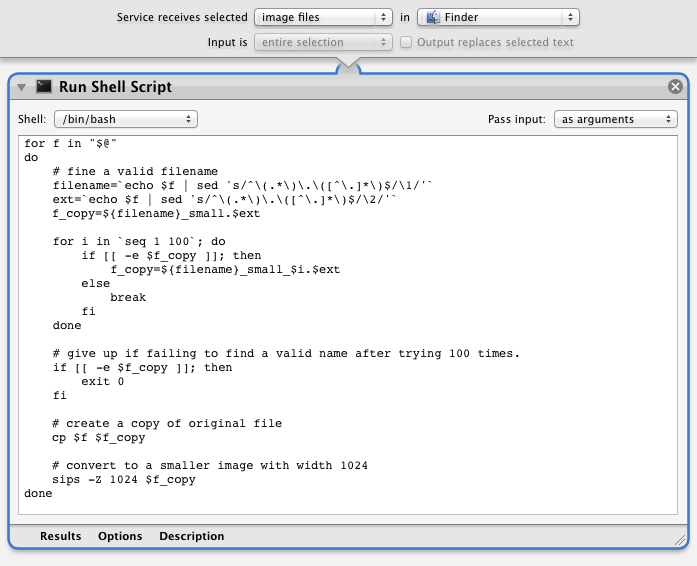 Service receives selected image files in Finder
Input is entire selection Output replaces selected text
Run Shell Script
Shell: /bin/bash Pass input: as arguments
for f in "$@"
do
    # fine a valid filename
    filename=`echo $f | sed 's/^\(.*\)\.\([^\.]*\)$/\1/'`
    ext=`echo $f | sed 's/^\(.*\)\.\([^\.]*\)$/\2/'`
    f_copy=${filename}_small.$ext

    for i in `seq 1 100`; do
        if [[ -e $f_copy ]]; then
            f_copy=${filename}_small_$i.$ext
        else
            break
        fi
    done

    # give up if failing to find a valid name after trying 100 times.
    if [[ -e $f_copy ]]; then
        exit 0
    fi

    # create a copy of original file
    cp $f $f_copy

    # convert to a smaller image with width 1024
    sips -Z 1024 $f_copy
done
Results Options Description